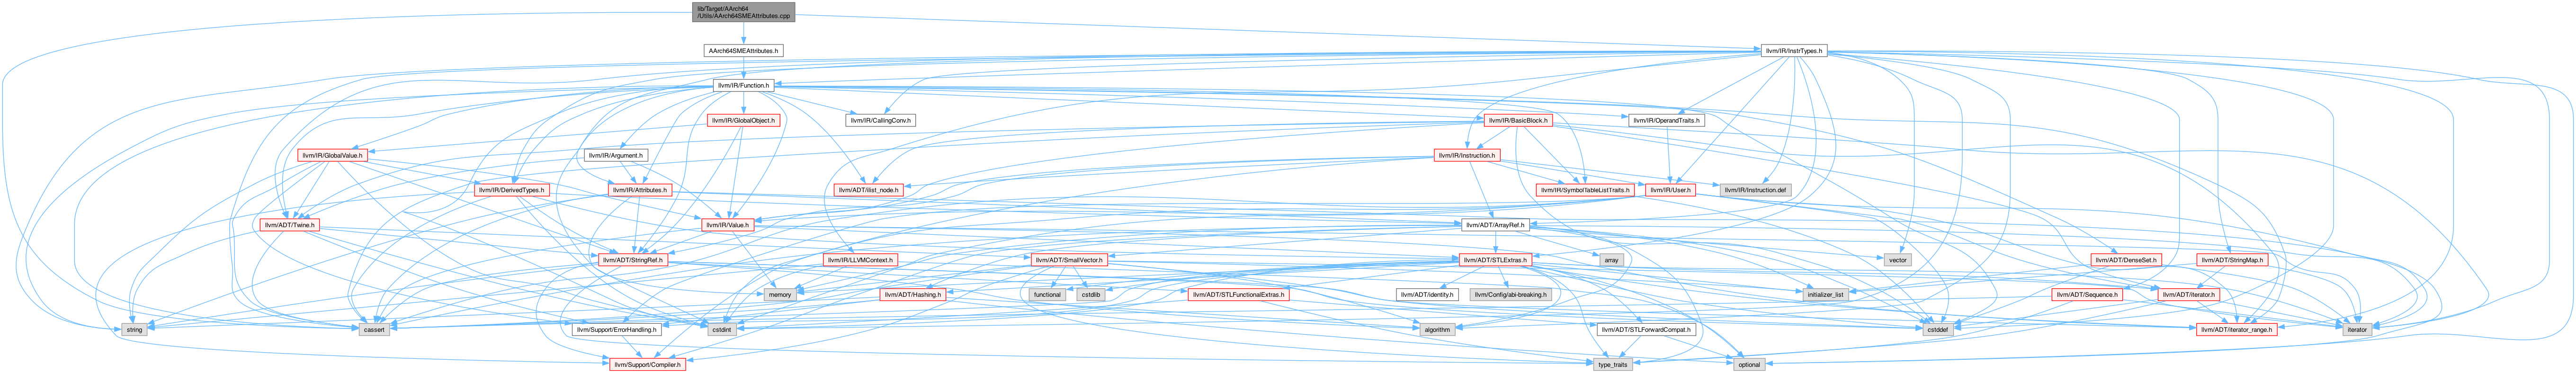 lib/Target/AArch64
/Utils/AArch64SMEAttributes.cpp
AArch64SMEAttributes.h
llvm/IR/InstrTypes.h
llvm/IR/Function.h
llvm/IR/GlobalObject.h
llvm/IR/CallingConv.h
llvm/IR/BasicBlock.h
llvm/IR/OperandTraits.h
llvm/IR/GlobalValue.h
llvm/IR/Argument.h
llvm/IR/Instruction.h
llvm/IR/DerivedTypes.h
llvm/IR/Attributes.h
llvm/ADT/ilist_node.h
llvm/IR/SymbolTableListTraits.h
llvm/IR/User.h
llvm/IR/Instruction.def
llvm/ADT/Twine.h
llvm/IR/Value.h
llvm/ADT/ArrayRef.h
llvm/ADT/StringRef.h
llvm/IR/LLVMContext.h
llvm/ADT/SmallVector.h
llvm/ADT/STLExtras.h
array
vector
llvm/ADT/DenseSet.h
llvm/ADT/StringMap.h
memory
llvm/ADT/Hashing.h
functional
cstdlib
llvm/ADT/STLFunctionalExtras.h
llvm/ADT/identity.h
llvm/Config/abi-breaking.h
initializer_list
llvm/ADT/Sequence.h
llvm/ADT/iterator.h
string
cassert
llvm/Support/ErrorHandling.h
cstdint
algorithm
llvm/ADT/STLForwardCompat.h
cstddef
llvm/ADT/iterator_range.h
iterator
llvm/Support/Compiler.h
type_traits
optional